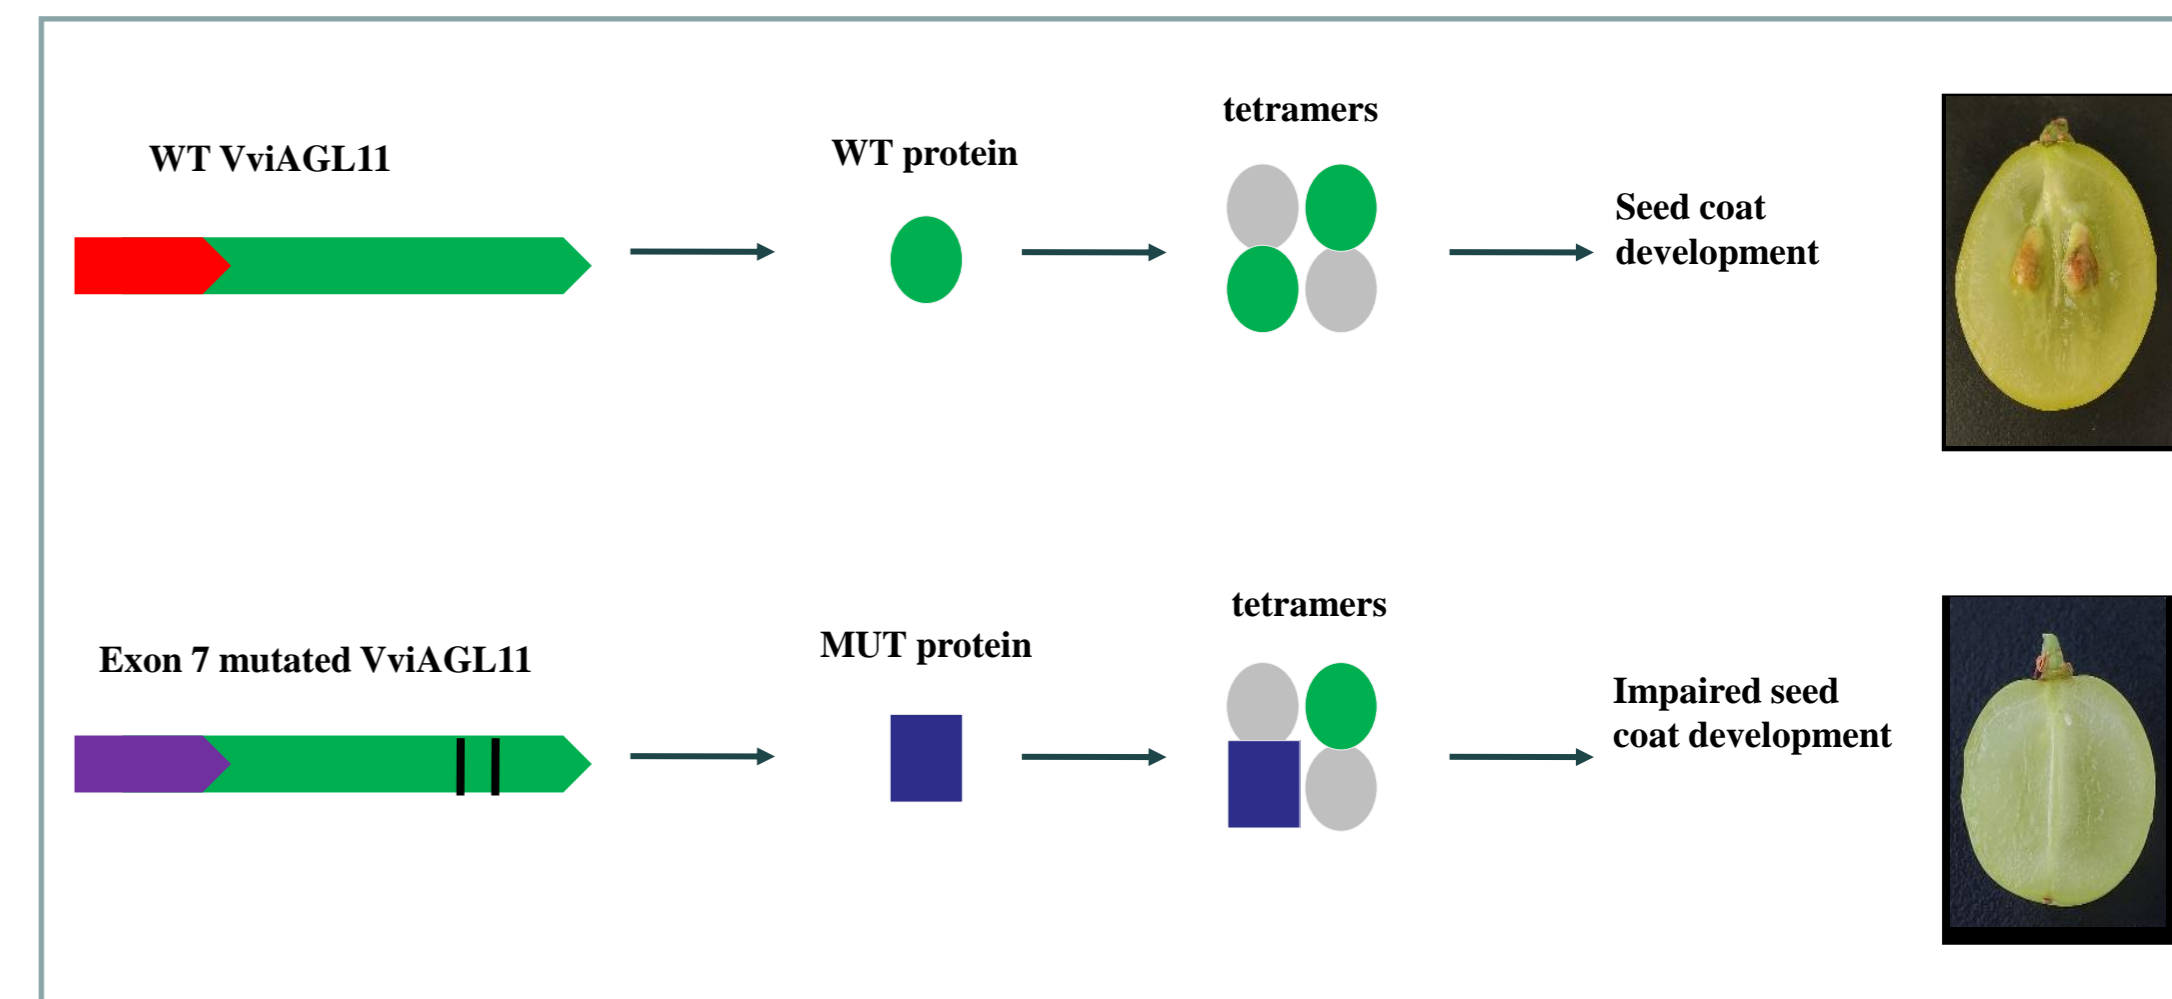 WT VviAGL11
WT protein
tetramers
Seed coat
development
Exon 7 mutated VviAGL11
MUT protein
tetramers
Impaired seed
coat development